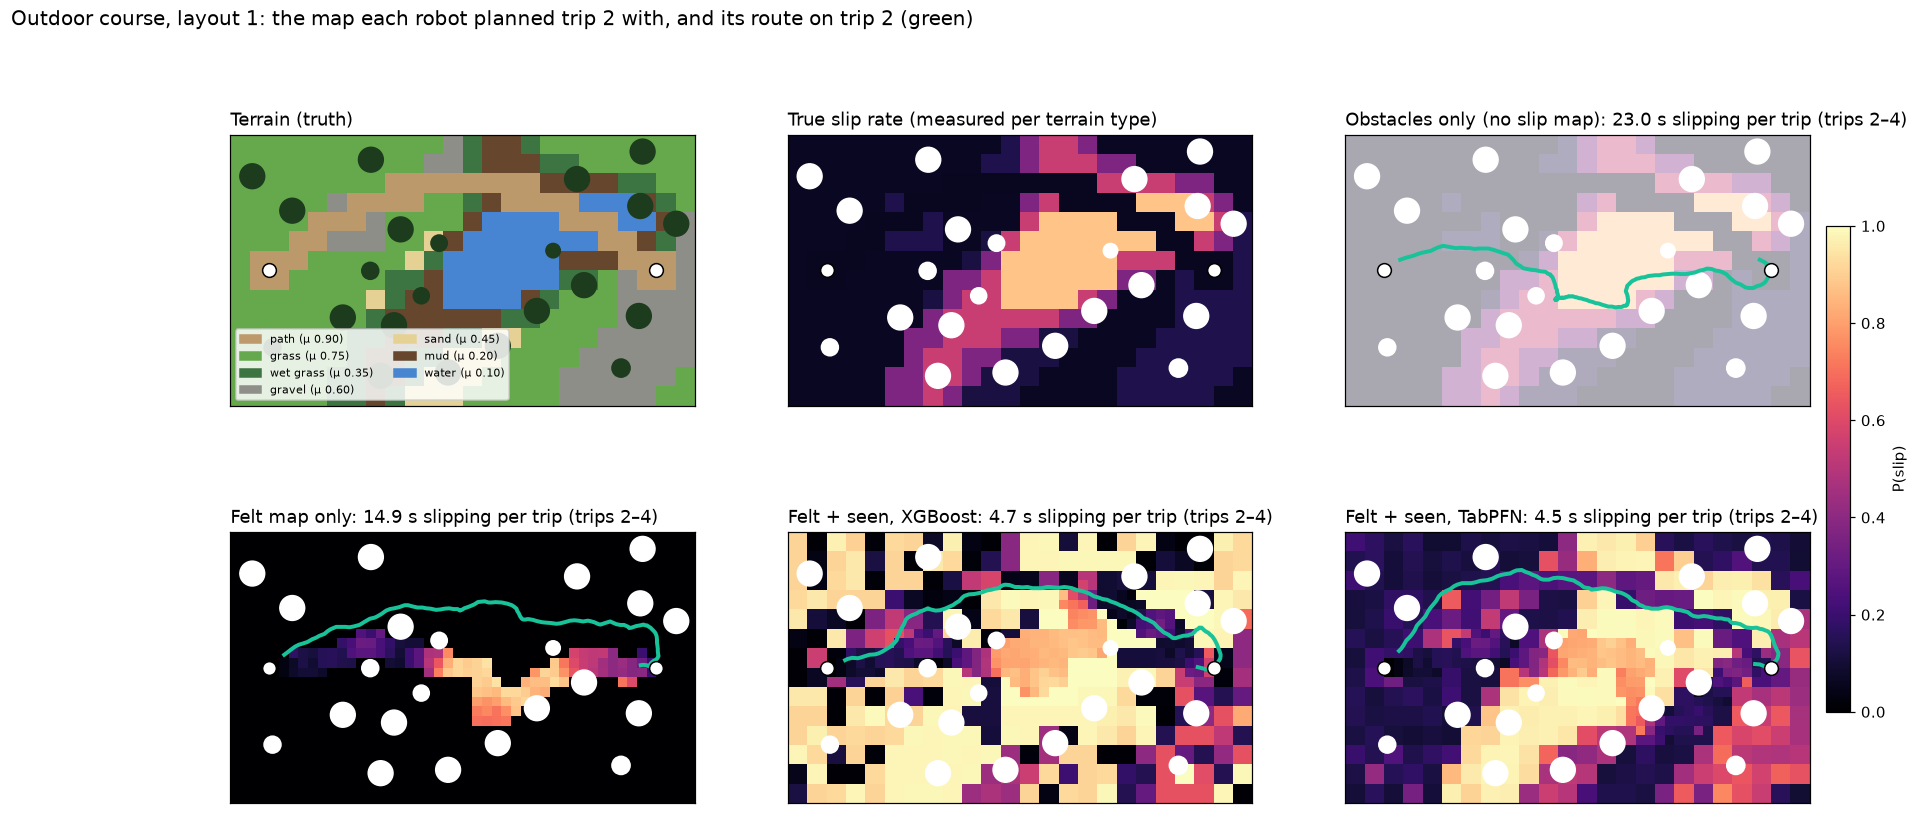 Outdoor course, layout 1: the map each robot planned trip 2 with, and its route on trip 2 (green)
Terrain (truth)
path (μ 0.90)
grass (μ 0.75)
wet grass (μ 0.35)
gravel (μ 0.60)
sand (μ 0.45)
mud (μ 0.20)
water (μ 0.10)
True slip rate (measured per terrain type)
Obstacles only (no slip map): 23.0 s slipping per trip (trips 2–4)
Felt map only: 14.9 s slipping per trip (trips 2–4)
Felt + seen, XGBoost: 4.7 s slipping per trip (trips 2–4)
Felt + seen, TabPFN: 4.5 s slipping per trip (trips 2–4)
1.0
0.8
0.6
0.4
0.2
0.0
P(slip)